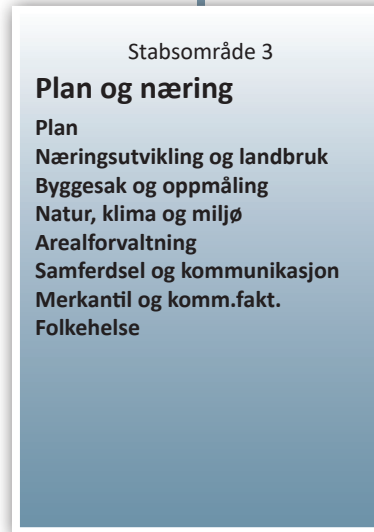 Stabsområde 3
Plan og næring
Plan
Næringsutvikling og landbruk
Byggesak og oppmåling
Natur, klima og miljø
Arealforvaltning
Samferdsel og kommunikasjon
Merkantil og komm.fakt.
Folkehelse